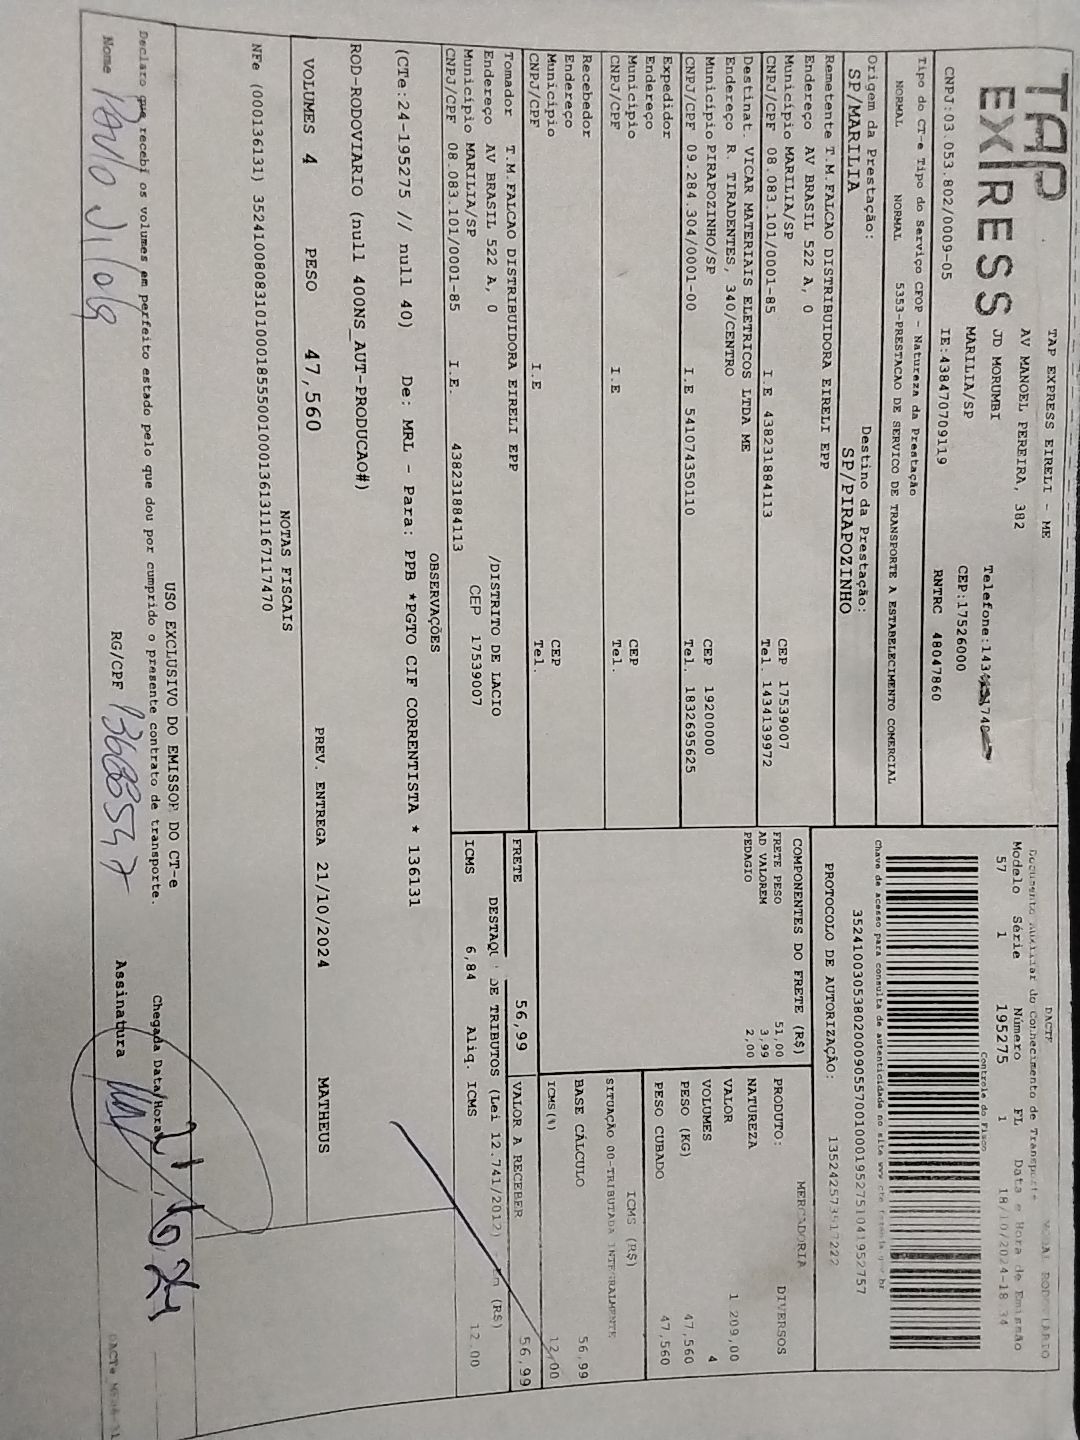 TAP
EXPRESS
TAP EXPRESS EIRELI - ME
AV MANOEL PEREIRA, 382
JD MORUMBI
MARILIA/SP
Telefone:
CEP:17526000
CNPJ:03.053.802/0009-05 IE:438470709119 RNTRC 48047860
Tipo do CT-e Tipo do Serviço CFOP - Natureza da Prestação
NORMAL NORMAL 5353-PRESTACAO DE SERVICO DE TRANSPORTE A ESTABELECIMENTO COMERCIAL
Origem da Prestação: Destino da Prestação:
SP/MARILIA SP/PIRAPOZINHO
Remetente T.M.FALCAO DISTRIBUIDORA EIRELI EPP
Endereço AV BRASIL 522 A, 0
Município MARILIA/SP CEP 17539007
CNPJ/CPF 08.083.101/0001-85 I.E 438231884113 Tel. 1434139972
Destinat. VICAR MATERIAIS ELETRICOS LTDA ME
Endereço R. TIRADENTES, 340/CENTRO
Município PIRAPOZINHO/SP CEP 19200000
CNPJ/CPF 09.284.304/0001-00 I.E 541074350110 Tel. 1832695625
Expedidor
Endereço
Município CEP
CNPJ/CPF I.E Tel.
Recebedor
Endereço
Município CEP
CNPJ/CPF I.E Tel.
Tomador T.M.FALCAO DISTRIBUIDORA EIRELI EPP
Endereço AV BRASIL 522 A, 0 /DISTRITO DE LACIO
Município MARILIA/SP CEP 17539007
CNPJ/CPF 08.083.101/0001-85 I.E. 438231884113
DACTE
Documento Auxiliar do Conhecimento de Transporte
Modelo Série Número FL Data e Hora de Emissão
57 1 195275 1 18/10/2024-18 34
Controle do Fisco
Chave de acesso para consulta de autenticidade no site
35241003053802000905570010001952751041952757
PROTOCOLO DE AUTORIZAÇÃO:
COMPONENTES DO FRETE (R$)
FRETE PESO 51,00
AD VALOREM 3,99
PEDAGIO 2,00
MERCADORIA
PRODUTO: DIVERSOS
NATUREZA
VALOR 1 209,00
VOLUMES 4
PESO (KG) 47,560
PESO CUBADO 47,560
ICMS (R$)
SITUAÇÃO 00-TRIBUTADA INTEGRALMENTE
BASE CÁLCULO 56,99
ICMS(%) 12,00
FRETE 56,99 VALOR A RECEBER 56,99
DE TRIBUTOS (Lei 12.741/2012) - Em (R$)
ICMS 6,84 Aliq. ICMS 12.00
OBSERVAÇÕES
(CTe:24-195275 // null 40) De: MRL - Para: PPB *PGTO CIF CORRENTISTA * 136131
ROD-RODOVIARIO (null 400NS_AUT-PRODUCAO#)
VOLUMES 4 PESO 47,560 PREV. ENTREGA 21/10/2024 MATHEUS
NOTAS FISCAIS
NFe (000136131) 35241008083101000185550010001361311167117470
USO EXCLUSIVO DO EMISSOR DO CT-e
Declaro que recebi os volumes em perfeito estado pelo que dou por cumprido o presente contrato de transporte.
Chegada Data/Hora 21/10/24
Nome Paulo RG/CPF Assinatura